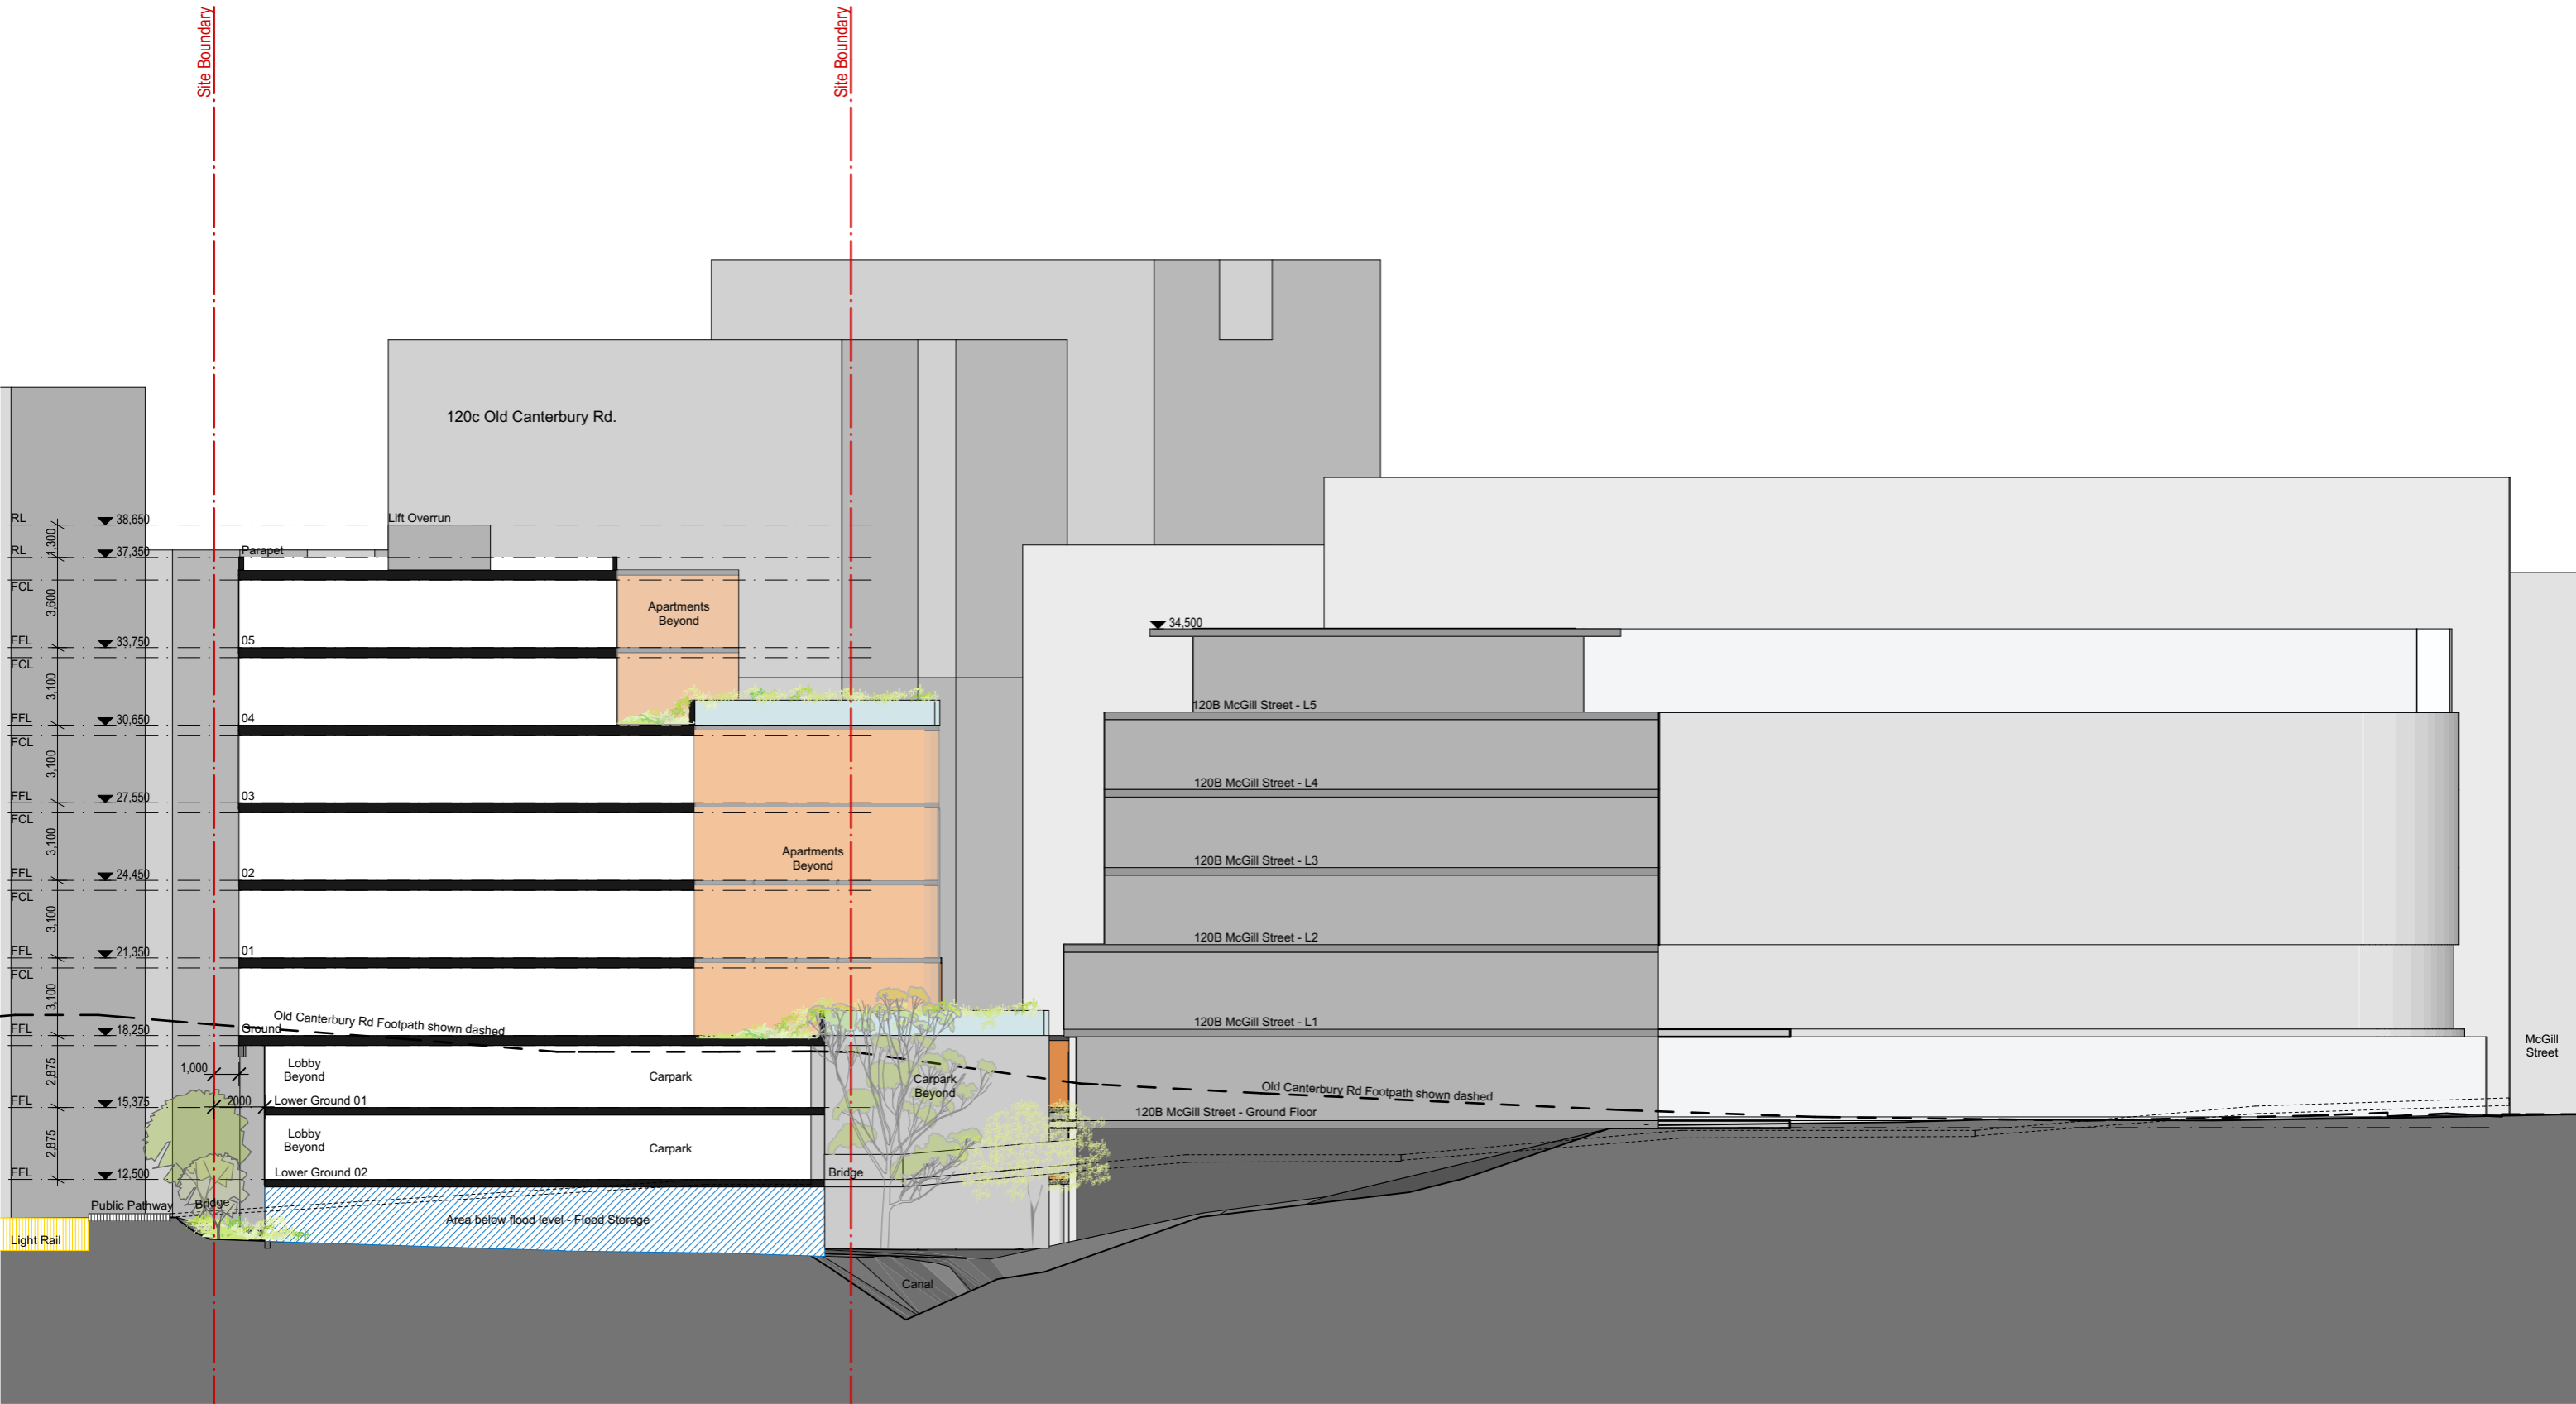 Site Boundary
Site Boundary
120c Old Canterbury Rd.
RL
38,650
Lift Overrun
1,300
RL
37,350
Parapet
FCL
3,600
Apartments
Beyond
34,500
FFL
33,750
05
FCL
3,100
120B McGill Street - L5
FFL
30,650
04
FCL
3,100
120B McGill Street - L4
FFL
27,550
03
FCL
3,100
Apartments
Beyond
120B McGill Street - L3
FFL
24,450
02
FCL
3,100
120B McGill Street - L2
FFL
21,350
01
FCL
3,100
Old Canterbury Rd Footpath shown dashed
120B McGill Street - L1
FFL
18,250
Ground
McGill
Street
2,875
1,000
Lobby
Beyond
Carpark
Carpark
Beyond
Old Canterbury Rd Footpath shown dashed
FFL
15,375
2000
Lower Ground 01
120B McGill Street - Ground Floor
2,875
Lobby
Beyond
Carpark
FFL
12,500
Lower Ground 02
Bridge
Public Pathway
Bridge
Area below flood level - Flood Storage
Light Rail
Canal